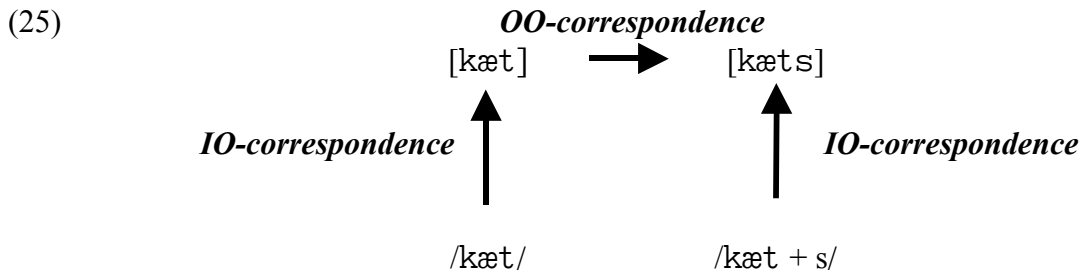 (25) OO-correspondence
[kæt] [kæts]
IO-correspondence IO-correspondence
/kæt/ /kæt + s/